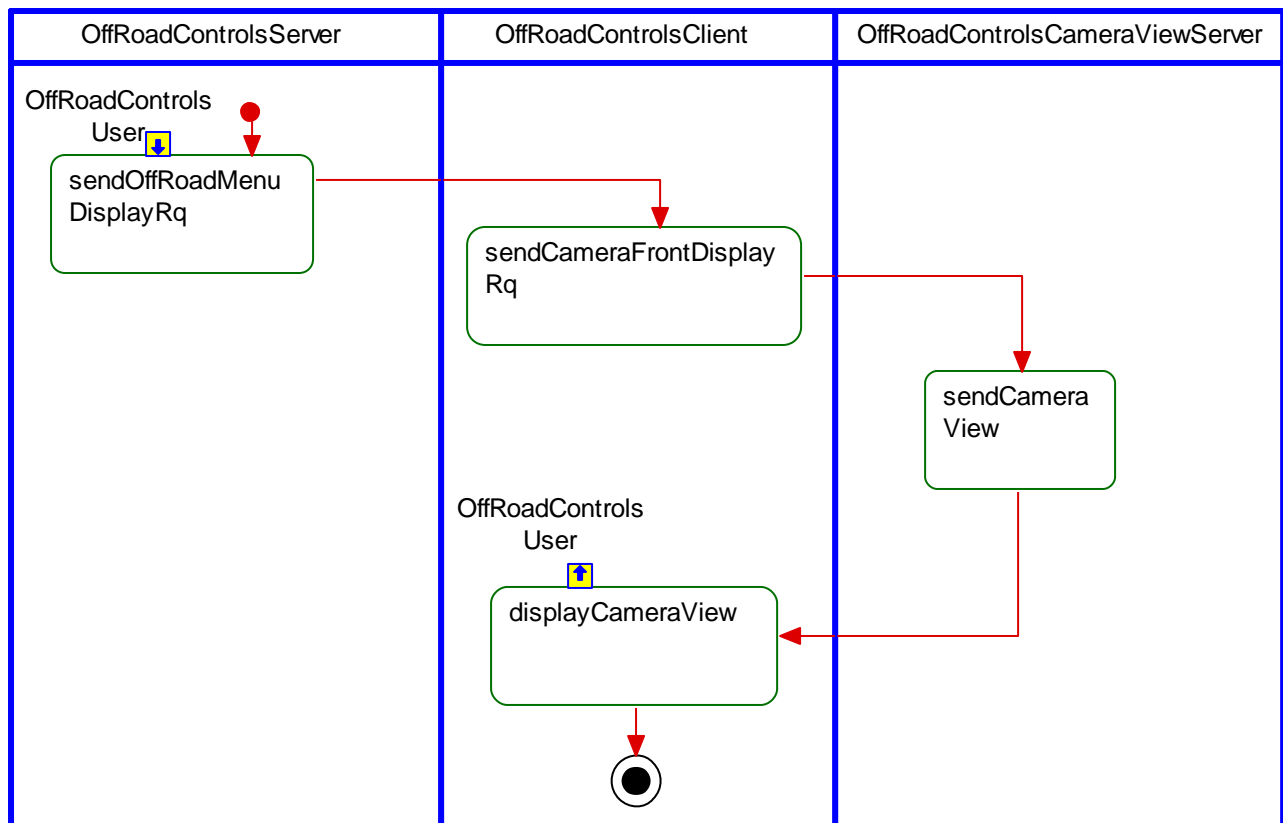 OffRoadControlsServer
OffRoadControlsClient
OffRoadControlsCameraViewServer
OffRoadControls
User
sendOffRoadMenu
DisplayRq
sendCameraFrontDisplay
Rq
sendCamera
View
OffRoadControls
User
displayCameraView